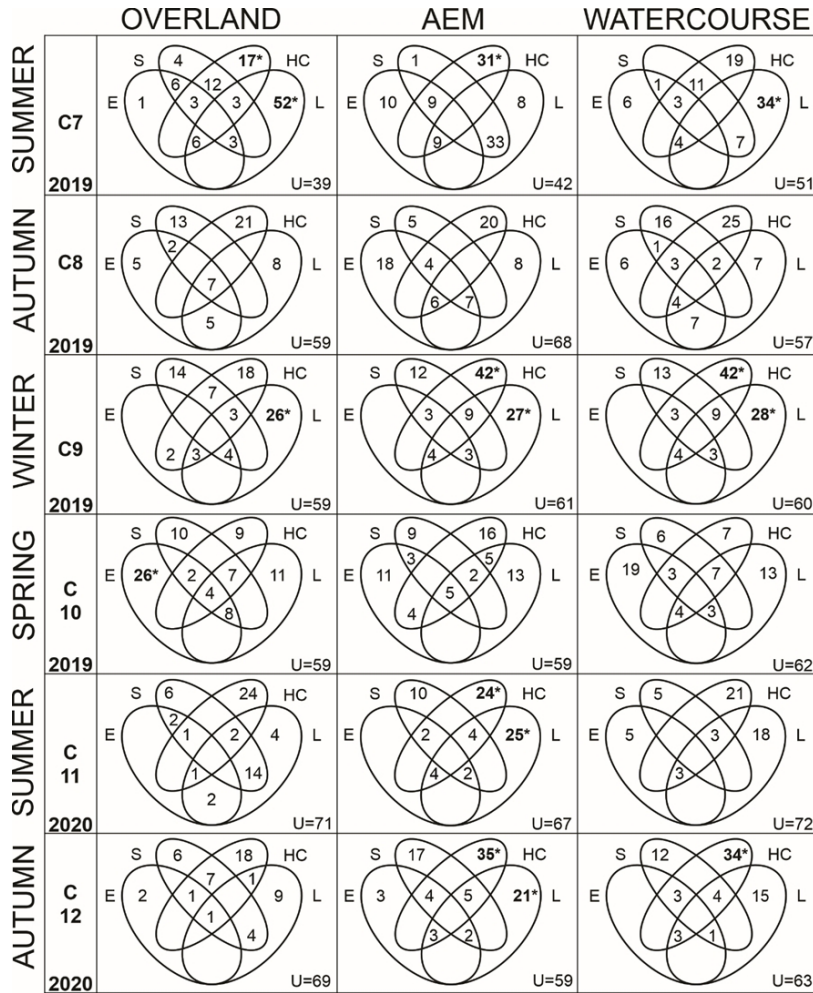 OVERLAND AEM WATERCOURSE
SUMMER
C7
2019
S 4 17* HC
6 12
E 1 3 3 52* L
6 3
U=39
S 1 31* HC
E 10 9 8 L
9 33
U=42
S 19 HC
1 11
E 6 3 34* L
4 7
U=51
AUTUMN
C8
2019
S 13 21 HC
2
E 5 8 L
7
5
U=59
S 5 20 HC
E 18 4 8 L
6 7
U=68
S 16 25 HC
1
E 6 3 2 7 L
4
7
U=57
WINTER
C9
2019
S 14 18 HC
7
E 3 26* L
2 3 4
U=59
S 12 42* HC
E 3 9 27* L
4 3
U=61
S 13 42* HC
E 3 9 28* L
4 3
U=60
SPRING
C
10
2019
S 10 9 HC
E 26* 2 7 11 L
4
8
U=59
S 9 16 HC
3 5
E 11 2 13 L
5
4
U=59
S 6 7 HC
E 19 3 7 13 L
4 3
U=62
SUMMER
C
11
2020
S 6 24 HC
2
E 1 2 4 L
1 14
2
U=71
S 10 24* HC
E 2 4 25* L
4 2
U=67
S 5 21 HC
E 5 3 18 L
3
U=72
AUTUMN
C
12
2020
S 6 18 HC
7 1
E 2 1 9 L
1
4
U=69
S 17 35* HC
E 3 4 5 21* L
3 2
U=59
S 12 34* HC
E 3 4 15 L
3 1
U=63